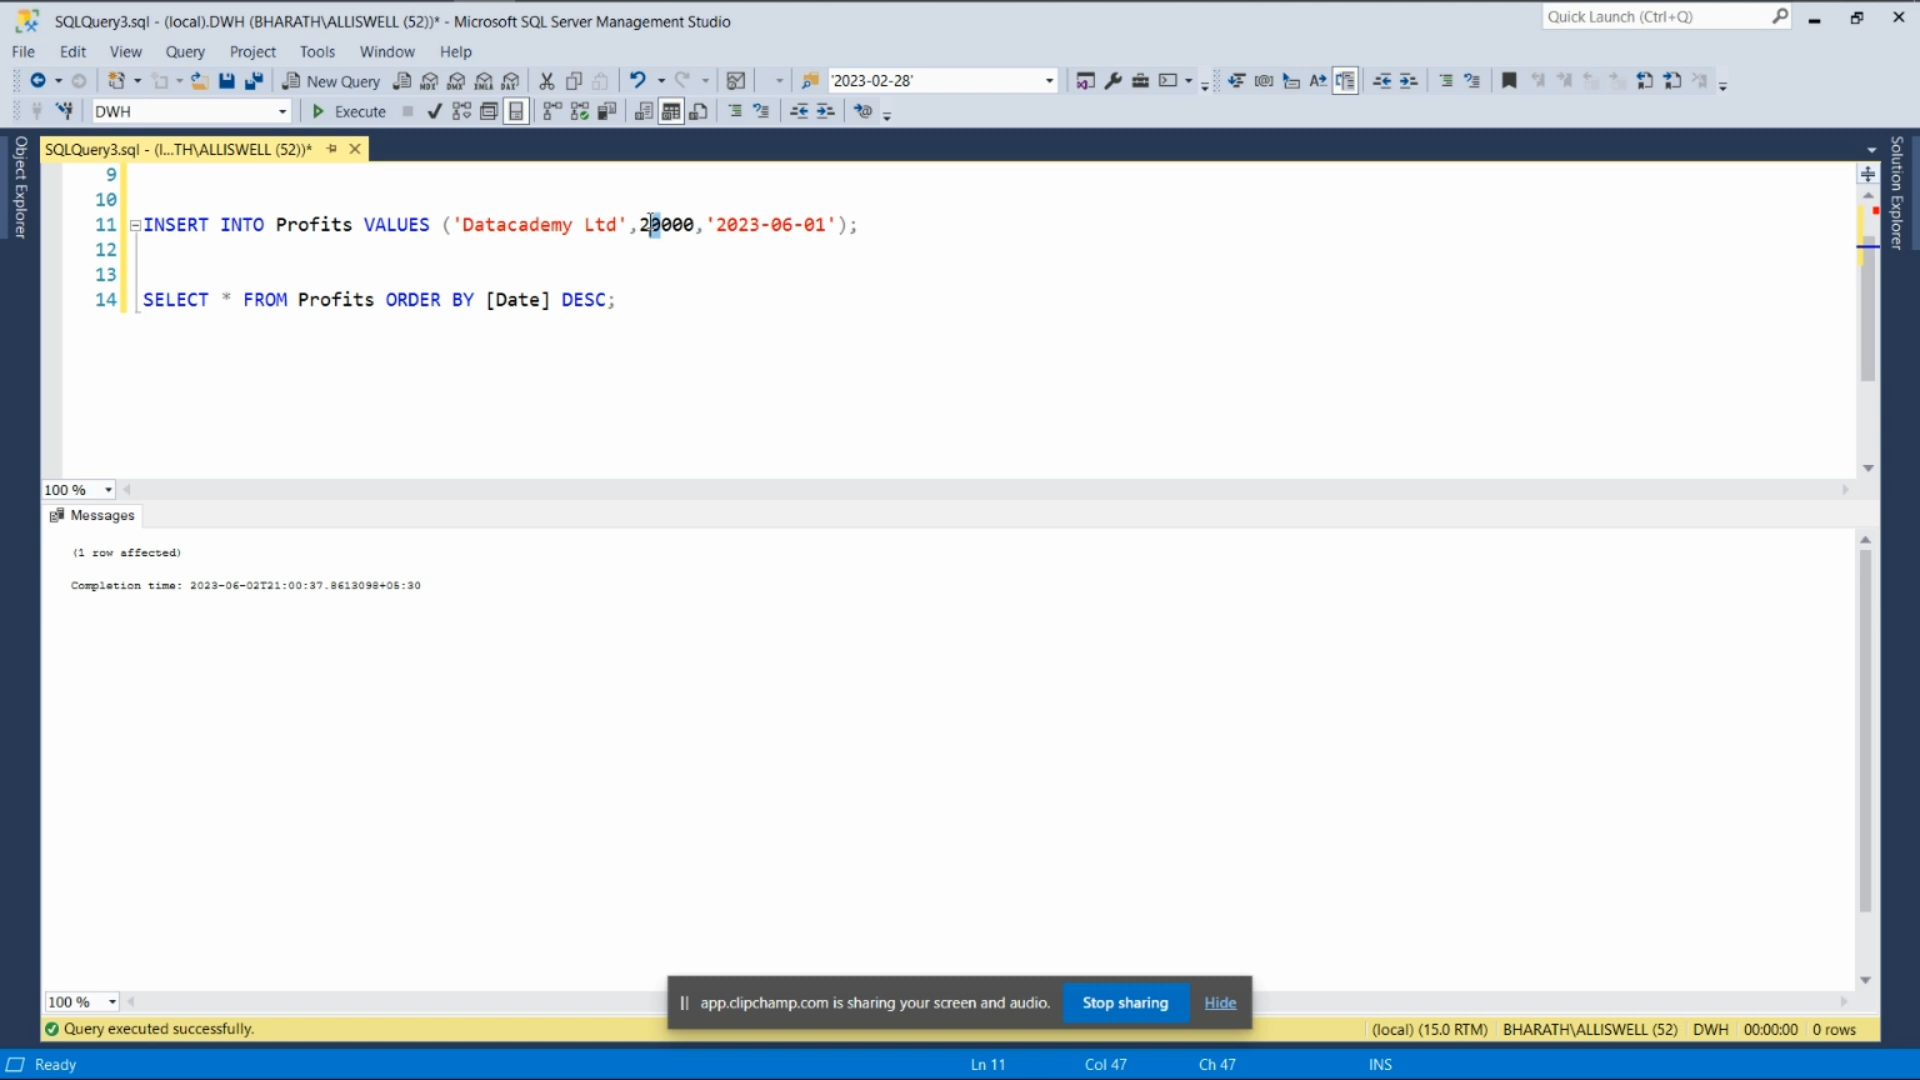 SQLQuery3.sql - (local).DWH (BHARATH\ALLISWELL (52))* - Microsoft SQL Server Management Studio
Quick Launch (Ctrl+Q)
File Edit View Query Project Tools Window Help
New Query
MDX DMX XMLA DAX
'2023-02-28'
DWH
Execute
Object Explorer
SQLQuery3.sql - (l...TH\ALLISWELL (52))*
Solution Explorer
9
10
11 INSERT INTO Profits VALUES ('Datacademy Ltd',20000,'2023-06-01');
12
13
14 SELECT * FROM Profits ORDER BY [Date] DESC;
100 %
Messages
(1 row affected)
Completion time: 2023-06-02T21:00:37.8613098+05:30
100 %
app.clipchamp.com is sharing your screen and audio. Stop sharing Hide
Query executed successfully. (local) (15.0 RTM) BHARATH\ALLISWELL (52) DWH 00:00:00 0 rows
Ready Ln 11 Col 47 Ch 47 INS